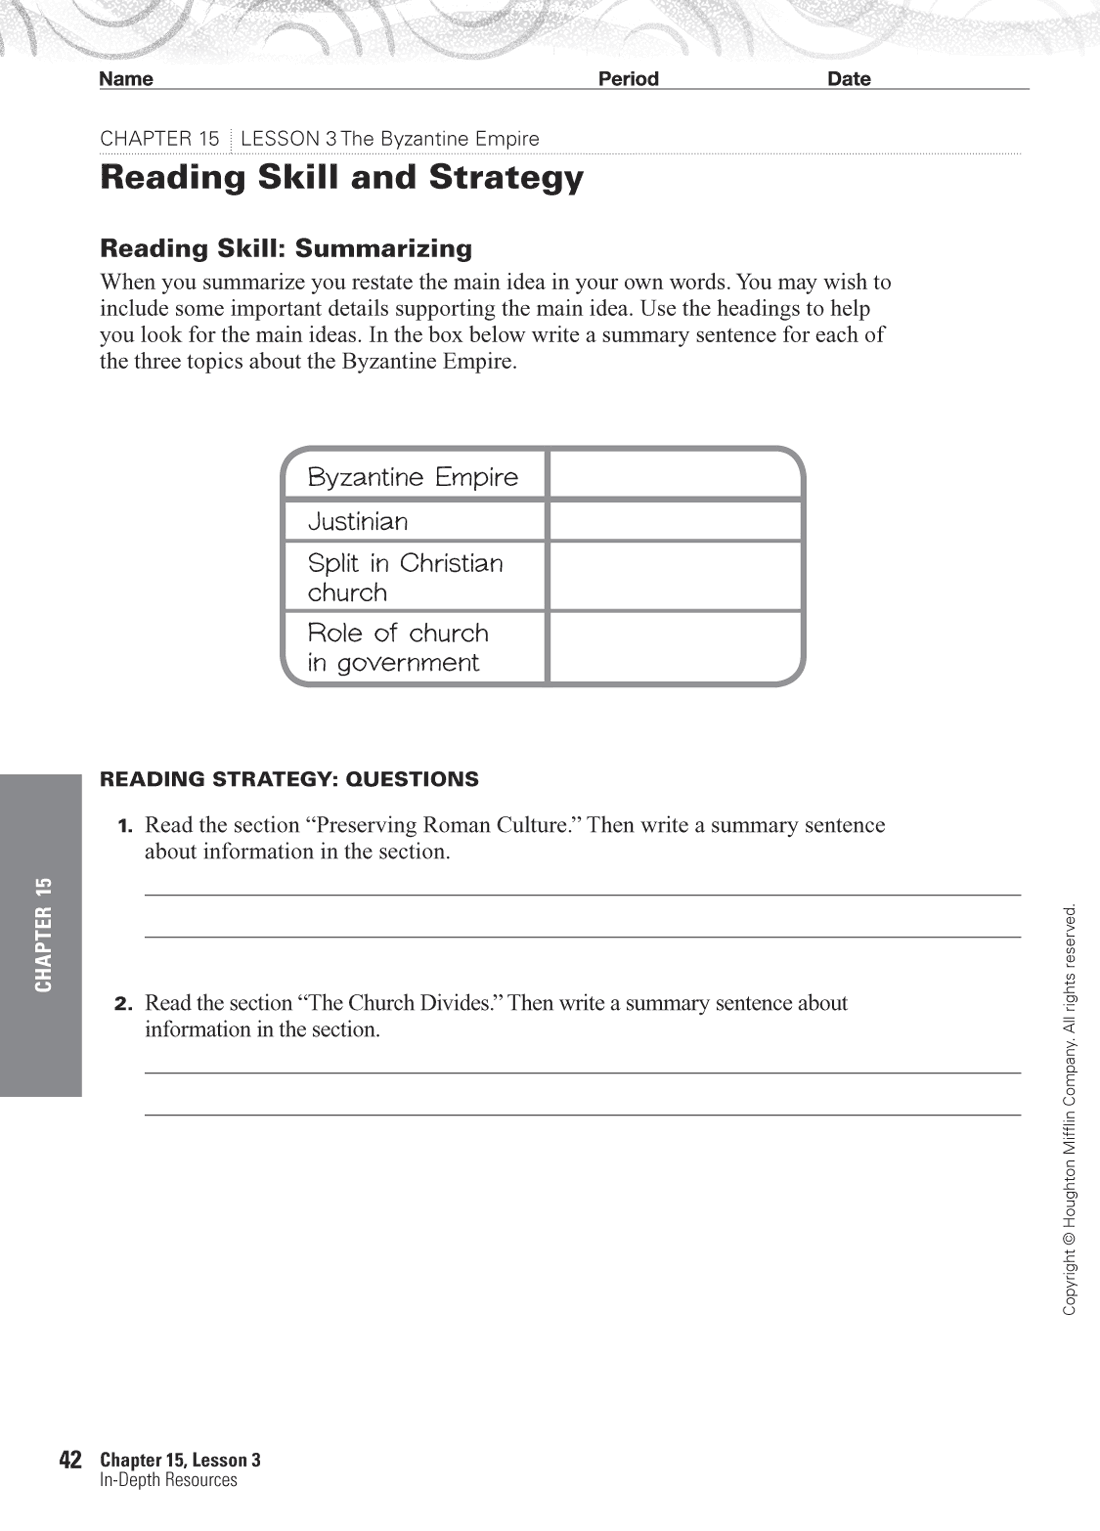 Name Period Date
CHAPTER 15 LESSON 3 The Byzantine Empire
Reading Skill and Strategy
Reading Skill: Summarizing
When you summarize you restate the main idea in your own words. You may wish to
include some important details supporting the main idea. Use the headings to help
you look for the main ideas. In the box below write a summary sentence for each of
the three topics about the Byzantine Empire.
Byzantine Empire
Justinian
Split in Christian
church
Role of church
in government
READING STRATEGY: QUESTIONS
1. Read the section “Preserving Roman Culture.” Then write a summary sentence
about information in the section.
2. Read the section “The Church Divides.” Then write a summary sentence about
information in the section.
CHAPTER 15
Copyright © Houghton Mifflin Company. All rights reserved.
42 Chapter 15, Lesson 3
In-Depth Resources